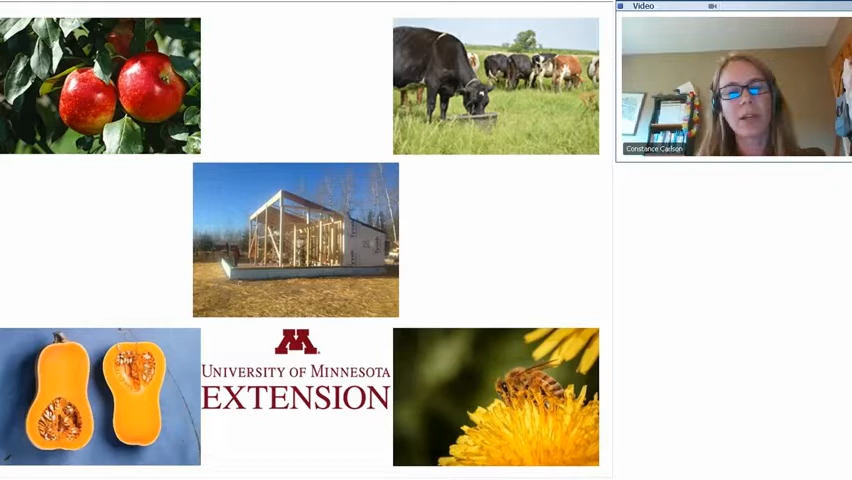 Video
Constance Carlson
M
UNIVERSITY OF MINNESOTA
EXTENSION